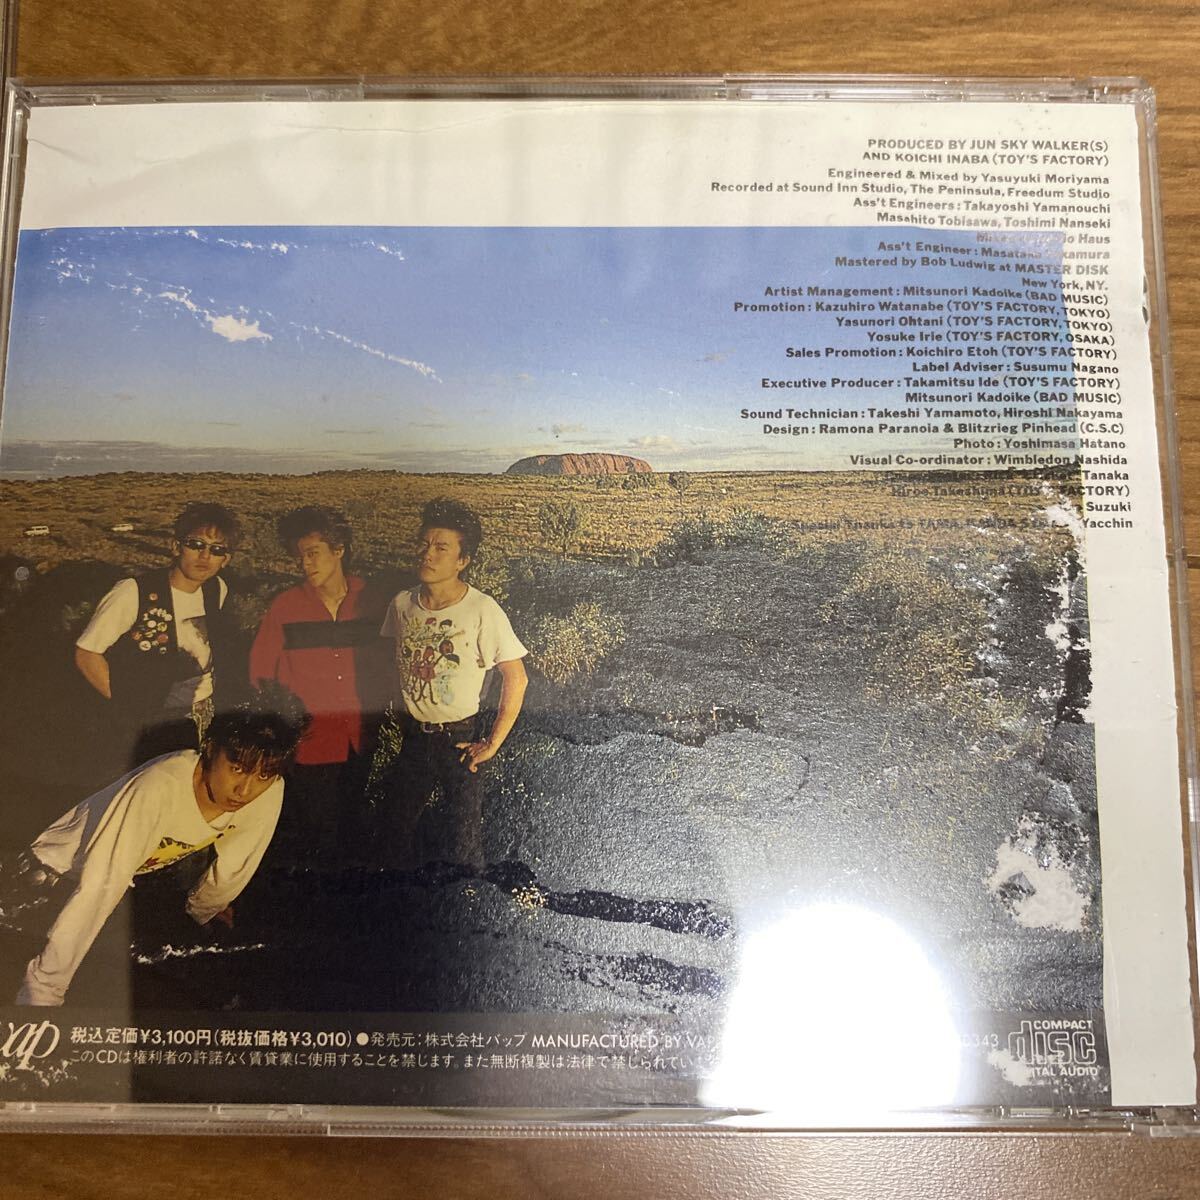 PRODUCED BY JUN SKY WALKER(S)
AND KOICHI INABA (TOY'S FACTORY)
Engineered & Mixed by Yasuyuki Moriyama
Recorded at Sound Inn Studio, The Peninsula, Freedum Studio
Ass't Engineers : Takayoshi Yamanouchi
Masahito Tobisawa, Toshimi Nanseki
Haus
Ass't Engineer : Masataka
Mastered by Bob Ludwig at MASTER DISK
New York, NY.
Artist Management : Mitsunori Kadoike (BAD MUSIC)
Promotion : Kazuhiro Watanabe (TOY'S FACTORY, TOKYO)
Yasunori Ohtani (TOY'S FACTORY, TOKYO)
Yosuke Irie (TOY'S FACTORY, OSAKA)
Sales Promotion : Koichiro Etoh (TOY'S FACTORY)
Label Adviser : Susumu Nagano
Executive Producer : Takamitsu Ide (TOY'S FACTORY)
Mitsunori Kadoike (BAD MUSIC)
Sound Technician : Takeshi Yamamoto, Hiroshi Nakayama
Design : Ramona Paranoia & Blitzrieg Pinhead (C.S.C)
Photo : Yoshimasa Hatano
Visual Co-ordinator : Wimbledon Nashida
Tanaka
Hiroe Takeshima (TOY'S FACTORY)
Suzuki
Special Thanks to Yacchin
vap 税込定価¥3,100円(税抜価格¥3,010)●発売元:株式会社バップ MANUFACTURED BY VAP
このCDは権利者の許諾なく賃貸業に使用することを禁じます。また無断複製は法律で禁じられてい
COMPACT
disc
DIGITAL AUDIO